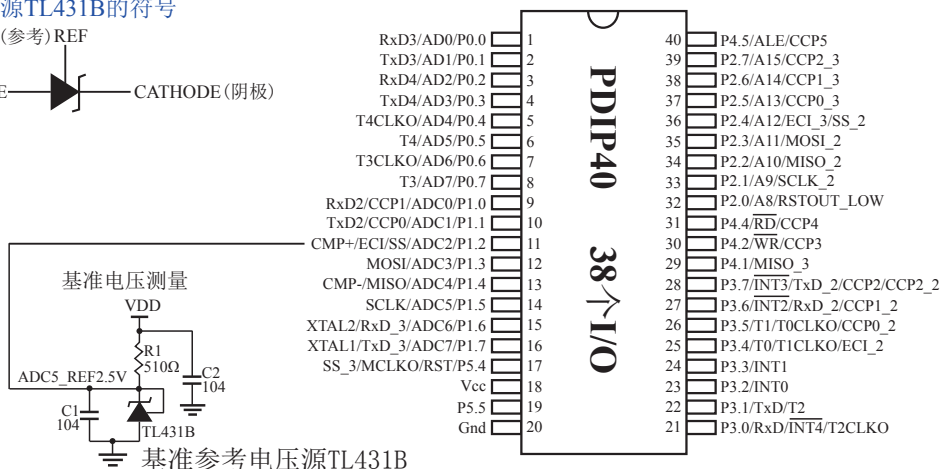 源TL431B的符号
(参考)REF
E
CATHODE(阴极)
RxD3/AD0/P0.0
TxD3/AD1/P0.1
RxD4/AD2/P0.2
TxD4/AD3/P0.3
T4CLKO/AD4/P0.4
T4/AD5/P0.5
T3CLKO/AD6/P0.6
T3/AD7/P0.7
RxD2/CCP1/ADC0/P1.0
TxD2/CCP0/ADC1/P1.1
CMP+/ECI/SS/ADC2/P1.2
MOSI/ADC3/P1.3
CMP-/MISO/ADC4/P1.4
SCLK/ADC5/P1.5
XTAL2/RxD_3/ADC6/P1.6
XTAL1/TxD_3/ADC7/P1.7
SS_3/MCLKO/RST/P5.4
Vcc
P5.5
Gnd
1
2
3
4
5
6
7
8
9
10
11
12
13
14
15
16
17
18
19
20
PDIP40 38个I/O
40
39
38
37
36
35
34
33
32
31
30
29
28
27
26
25
24
23
22
21
P4.5/ALE/CCP5
P2.7/A15/CCP2_3
P2.6/A14/CCP1_3
P2.5/A13/CCP0_3
P2.4/A12/ECI_3/SS_2
P2.3/A11/MOSI_2
P2.2/A10/MISO_2
P2.1/A9/SCLK_2
P2.0/A8/RSTOUT_LOW
P4.4/RD/CCP4
P4.2/WR/CCP3
P4.1/MISO_3
P3.7/INT3/TxD_2/CCP2/CCP2_2
P3.6/INT2/RxD_2/CCP1_2
P3.5/T1/T0CLKO/CCP0_2
P3.4/T0/T1CLKO/ECI_2
P3.3/INT1
P3.2/INT0
P3.1/TxD/T2
P3.0/RxD/INT4/T2CLKO
基准电压测量
VDD
R1
510Ω
C2
104
ADC5_REF2.5V
C1
104
TL431B
基准参考电压源TL431B